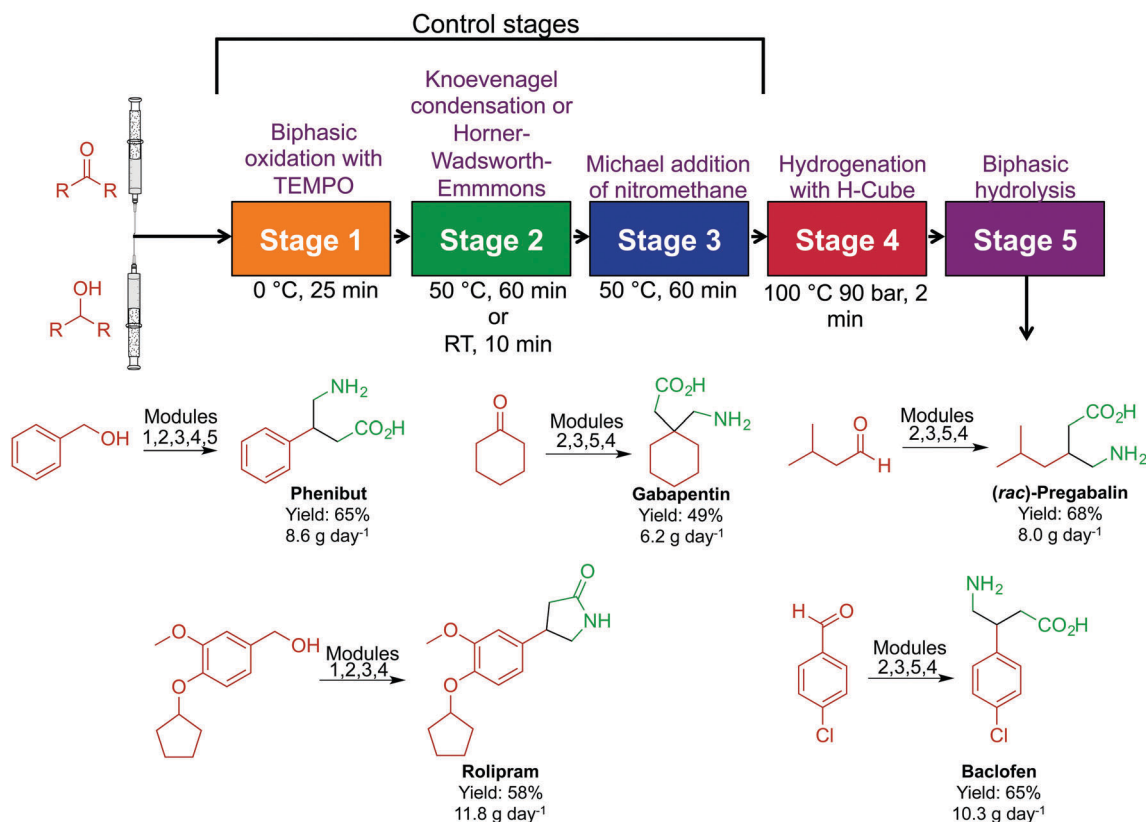 Control stages
Biphasic
oxidation with
TEMPO
Knoevenagel
condensation or
Horner-
Wadsworth-
Emmmons
Michael addition
of nitromethane
Hydrogenation
with H-Cube
Biphasic
hydrolysis
O
R R
OH
R R
Stage 1
Stage 2
Stage 3
Stage 4
Stage 5
0 °C, 25 min
50 °C, 60 min
or
RT, 10 min
50 °C, 60 min
100 °C 90 bar, 2
min
OH
Modules
1,2,3,4,5
NH2
CO2H
Phenibut
Yield: 65%
8.6 g day-1
O
Modules
2,3,5,4
CO2H
NH2
Gabapentin
Yield: 49%
6.2 g day-1
O
H
Modules
2,3,5,4
CO2H
NH2
(rac)-Pregabalin
Yield: 68%
8.0 g day-1
O
O
OH
Modules
1,2,3,4
O
NH
O
O
Rolipram
Yield: 58%
11.8 g day-1
H O
Cl
Modules
2,3,5,4
NH2
CO2H
Cl
Baclofen
Yield: 65%
10.3 g day-1